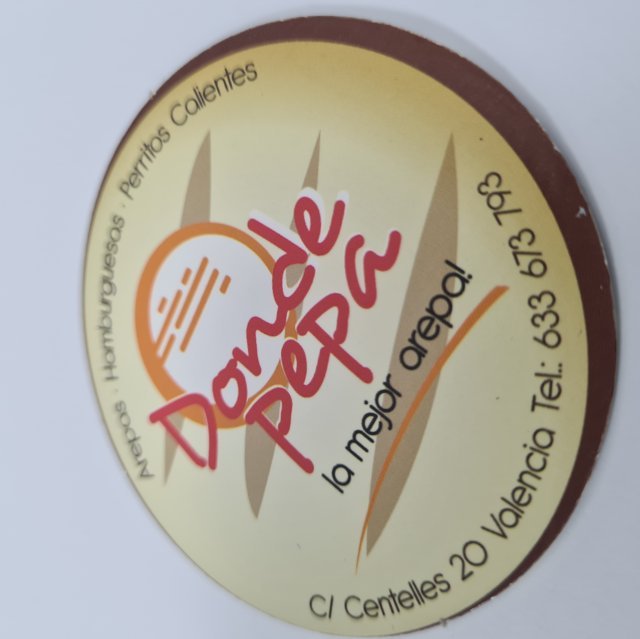 Arepas · Hamburguesas · Perritos Calientes
Donde
pepa
la mejor arepa!
C/ Centelles 20 Valencia Tel.: 633 673 793